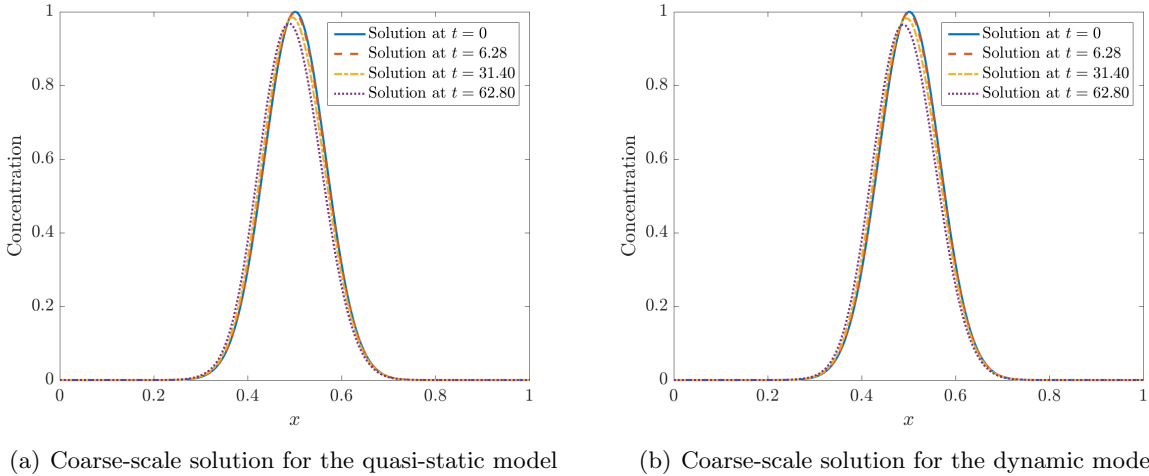 1
0.8
0.6
0.4
0.2
0
Concentration
0
0.2
0.4
0.6
0.8
1
x
Solution at t = 0
Solution at t = 6.28
Solution at t = 31.40
Solution at t = 62.80
(a) Coarse-scale solution for the quasi-static model
1
0.8
0.6
0.4
0.2
0
Concentration
0
0.2
0.4
0.6
0.8
1
x
Solution at t = 0
Solution at t = 6.28
Solution at t = 31.40
Solution at t = 62.80
(b) Coarse-scale solution for the dynamic mode